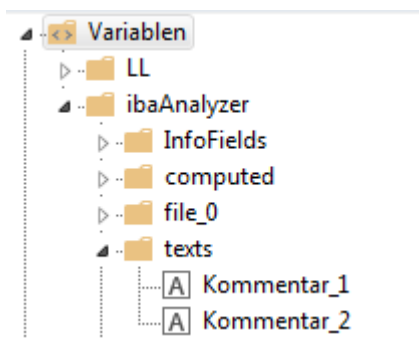 Variablen
LL
ibaAnalyzer
InfoFields
computed
file_0
texts
A Kommentar_1
A Kommentar_2